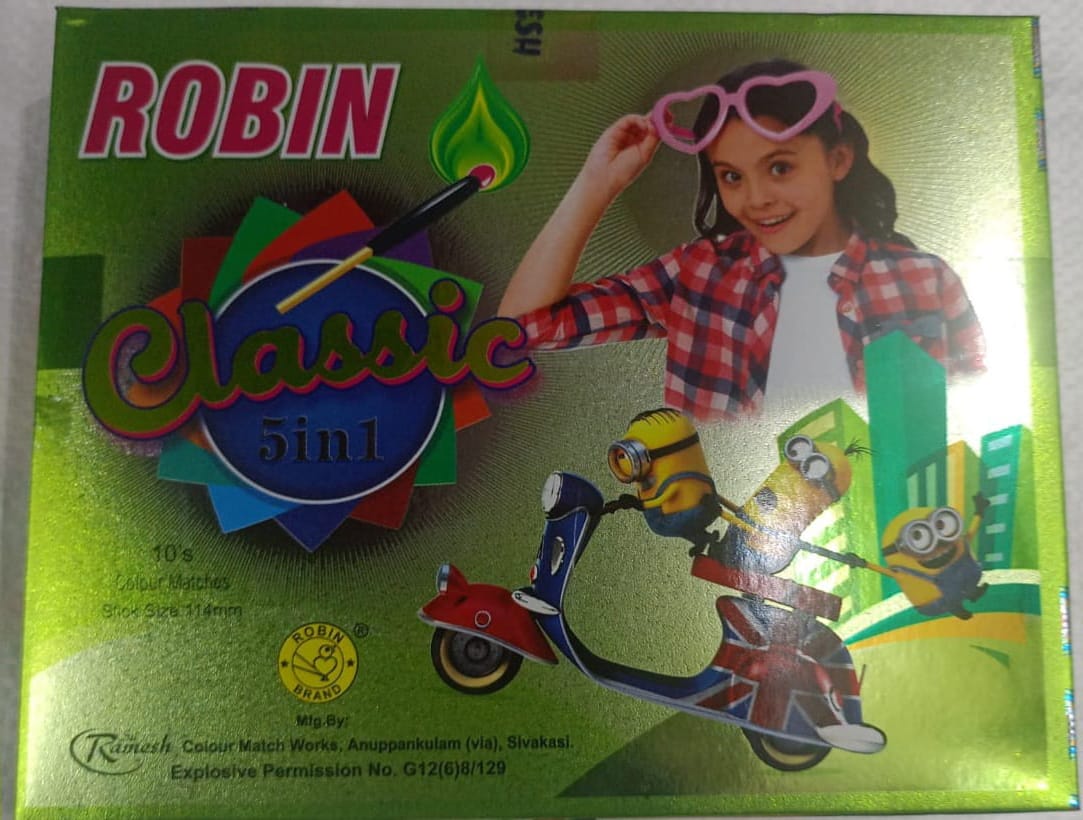 ESH
ROBIN
Classic
5in1
10's
Colour Matches
Stick Size 114mm
ROBIN
BRAND
®
Mfg.By:
Ramesh Colour Match Works, Anuppankulam (via), Sivakasi.
Explosive Permission No. G12(6)8/129